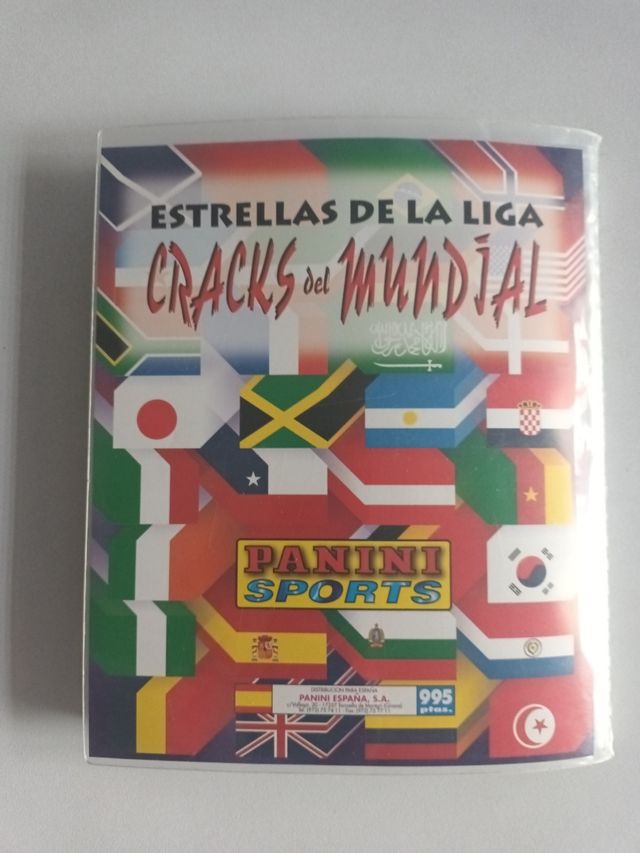 ESTRELLAS DE LA LIGA
CRACKS del MUNDIAL
PANINI
SPORTS
DISTRIBUCION PARA ESPAÑA
PANINI ESPAÑA, S.A.
995
ptas.